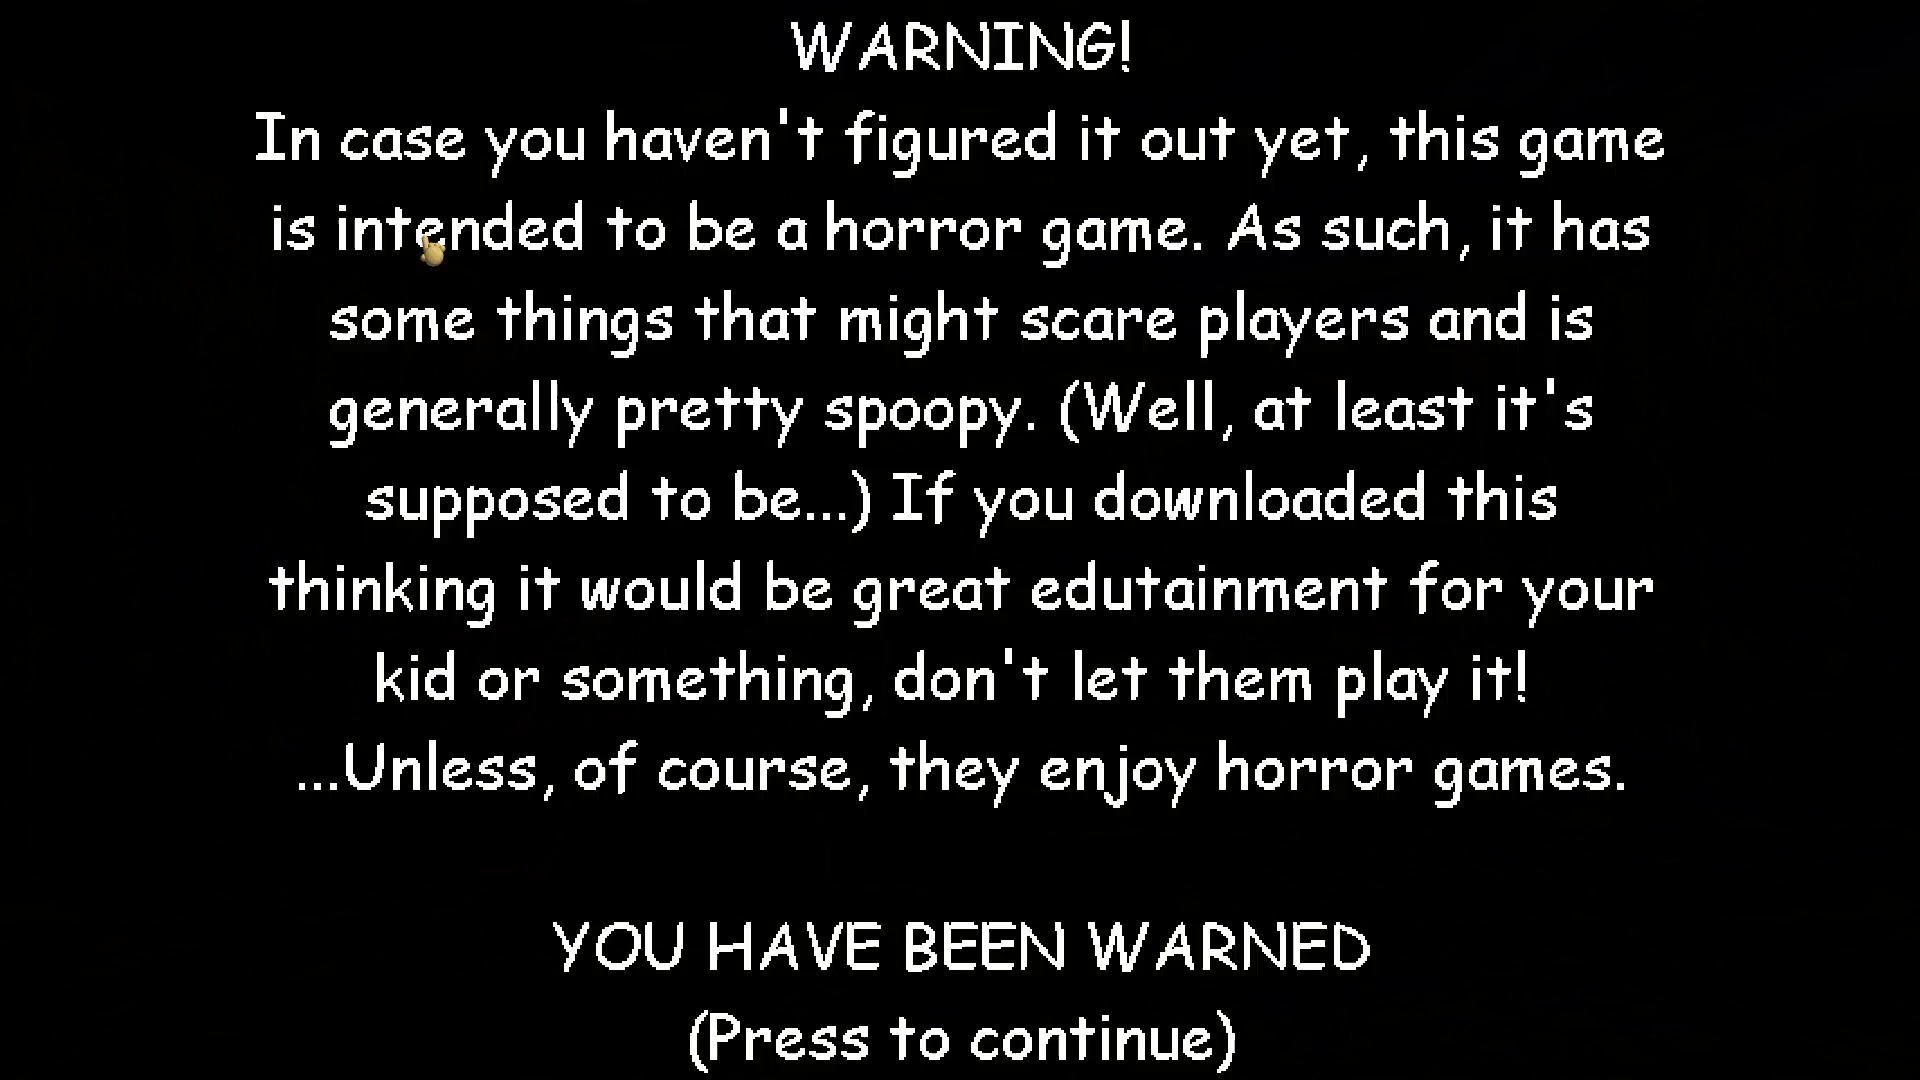 WARNING!
In case you haven't figured it out yet, this game
is intended to be a horror game. As such, it has
some things that might scare players and is
generally pretty spoopy. (Well, at least it's
supposed to be...) If you downloaded this
thinking it would be great edutainment for your
kid or something, don't let them play it!
...Unless, of course, they enjoy horror games.
YOU HAVE BEEN WARNED
(Press to continue)